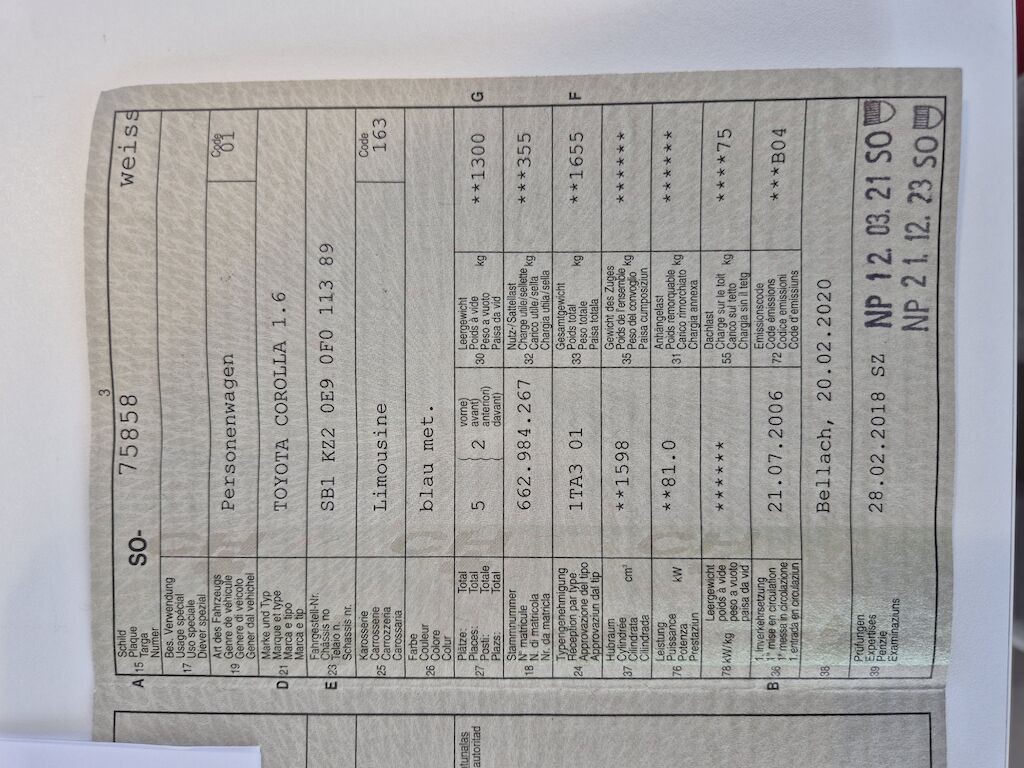 3
A 15 Schild Plaque Targa Numer SO- 75858 weiss
17 Bes. Verwendung
Usage spécial
Uso speciale
Diever spezial
19 Art des Fahrzeugs
Genre de véhicule
Genere di veicolo
Gener dal vehichel
Personenwagen
Code
01
D 21 Marke und Typ
Marque et type
Marca e tipo
Marca e tip
TOYOTA COROLLA 1.6
E 23 Fahrgestell-Nr.
Châssis no
Telaio n.
Schassis nr.
SB1 KZ2 0E9 0F0 113 89
25 Karosserie
Carrosserie
Carrozzeria
Carossaria
Limousine
Code
163
26 Farbe
Couleur
Colore
Colur
blau met.
27 Plätze: Total
Places: Total
Posti: Totale
Plazs: Total
5
2
vorne)
avant)
anteriori)
davant)
30 Leergewicht
Poids à vide
Peso a vuoto
Paisa da vid
kg
**1300
G
18 Stammnummer
N° matricule
N. di matricola
Nr. da matricla
662.984.267
32 Nutz-/Sattellast
Charge utile/sellette
Carico utile/sella
Chargia utila/sella
kg
***355
24 Typengenehmigung
Réception par type
Approvazione del tipo
Approvaziun dal tip
1TA3 01
33 Gesamtgewicht
Poids total
Peso totale
Paisa totala
kg
**1655
F
37 Hubraum
Cylindrée
Cilindrata
Cilindrada
cm³
**1598
35 Gewicht des Zuges
Poids de l'ensemble
Peso del convoglio
Paisa cumposiziun
kg
******
76 Leistung
Puissance
Potenza
Prestaziun
kW
**81.0
31 Anhängelast
Poids remorquable
Carico rimorchiato
Chargia annexa
kg
******
78 kW/kg
Leergewicht
poids à vide
peso a vuoto
paisa da vid
******
55 Dachlast
Charge sur le toit
Carico sul tetto
Chargia sin il tetg
kg
****75
B 36 1. Inverkehrsetzung
1re mise en circulation
1a messa in circolazione
1. entrada en circulaziun
21.07.2006
72 Emissionscode
Code émissions
Codice emissioni
Code d'emissiuns
***B04
38
Bellach, 20.02.2020
39 Prüfungen
Expertises
Perizie
Examinaziuns
28.02.2018 SZ NP 12. 03. 21 SO
NP 21. 12. 23 SO
autoritad